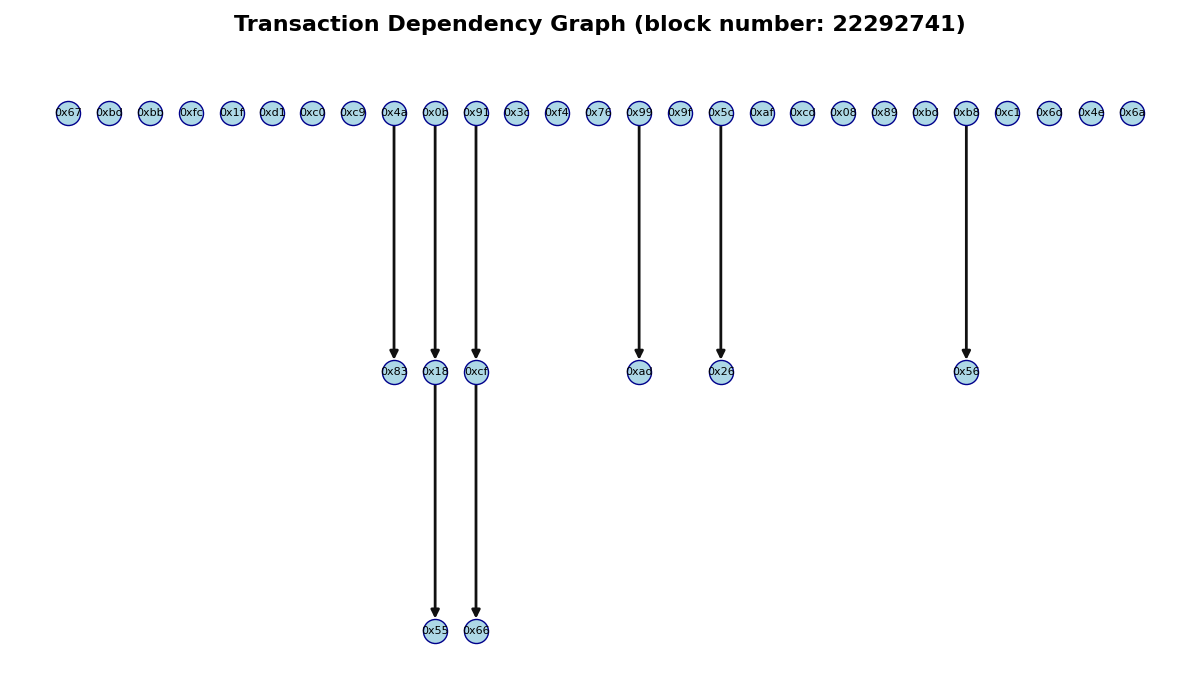 Transaction Dependency Graph (block number: 22292741)
0x67 0xbd 0xbb 0xfc 0x1f 0xd1 0xc0 0xc9 0x4a 0x0b 0x91 0x3c 0xf4 0x76 0x99 0x9f 0x5c 0xaf 0xcd 0x08 0x89 0xbd 0xb8 0xc1 0x6d 0x4e 0x6a
0x83 0x18 0xcf 0xad 0x26 0x56
0x55 0x66